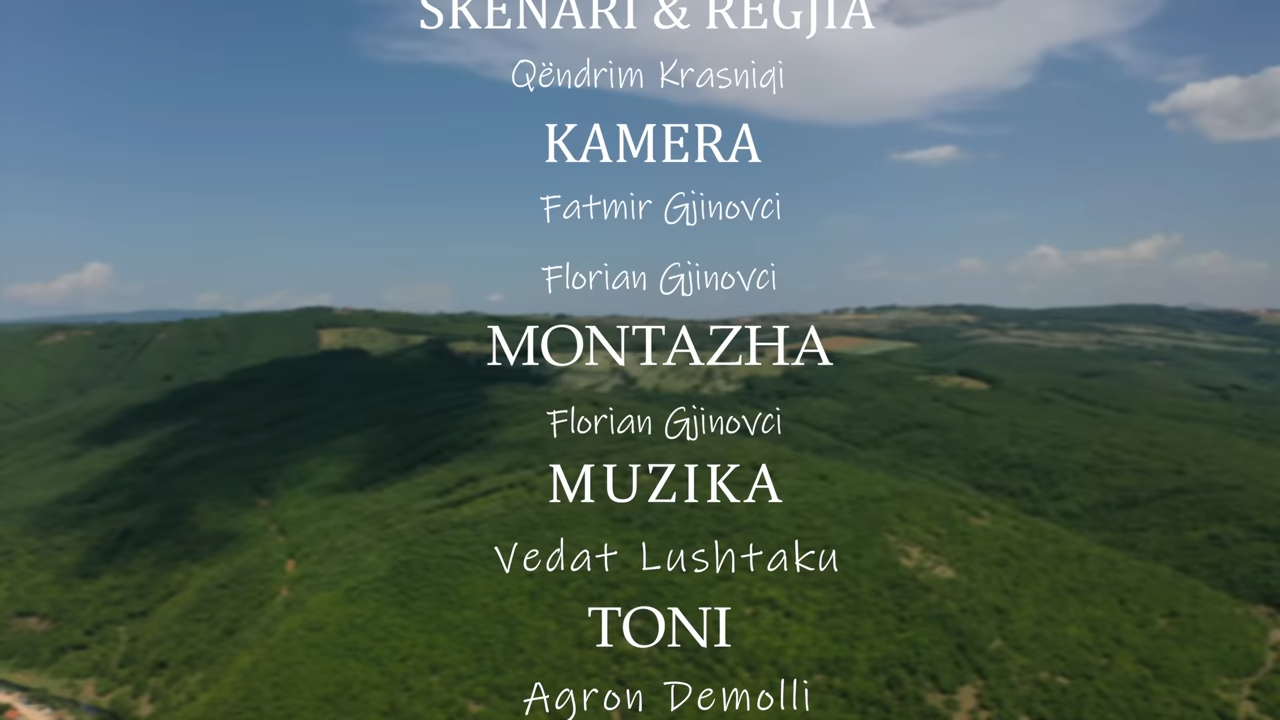 SKENARI & REGJIA
Qëndrim Krasniqi
KAMERA
Fatmir Gjinovci
Florian Gjinovci
MONTAZHA
Florian Gjinovci
MUZIKA
Vedat Lushtaku
TONI
Agron Demolli